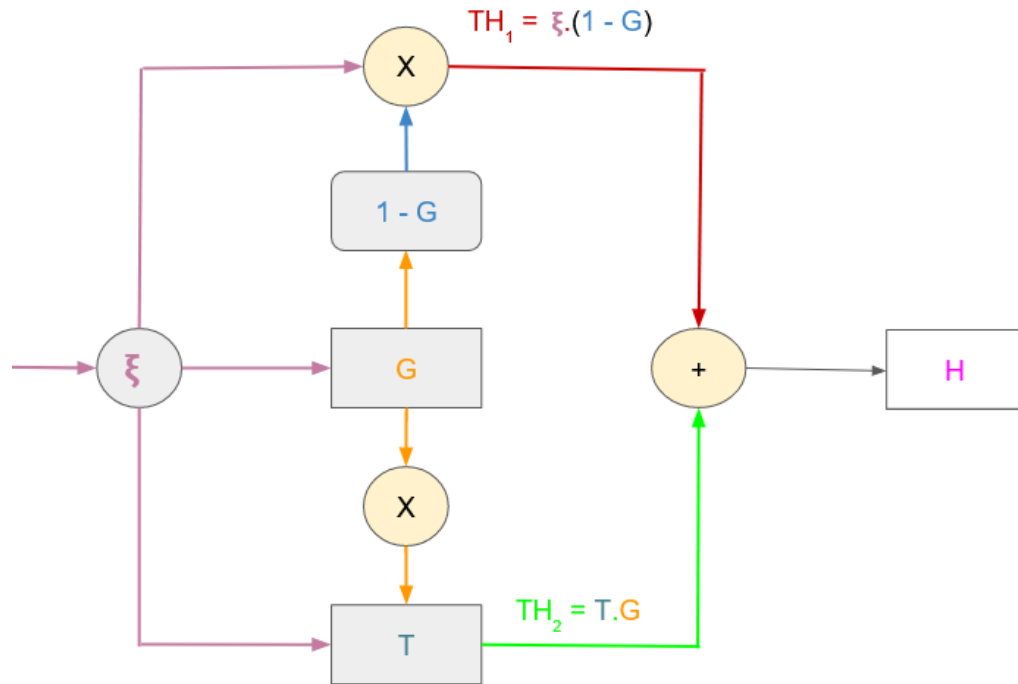 TH₁ = ξ.(1 - G)
X
1 - G
ξ
G
+
H
X
TH₂ = T.G
T